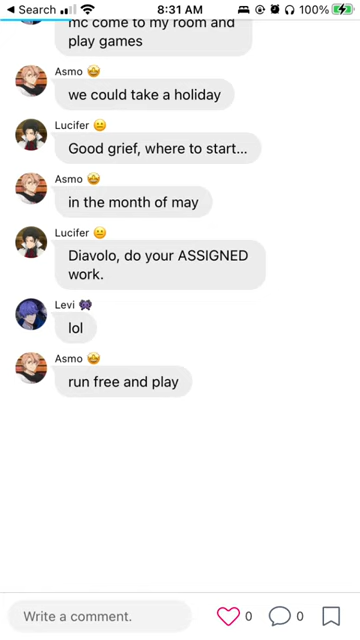 Search
8:31 AM
100%
mc come to my room and
play games
Asmo 🤩
we could take a holiday
Lucifer 😐
Good grief, where to start...
Asmo 🤩
in the month of may
Lucifer 😐
Diavolo, do your ASSIGNED
work.
Levi
lol
Asmo 🤩
run free and play
Write a comment.
0
0